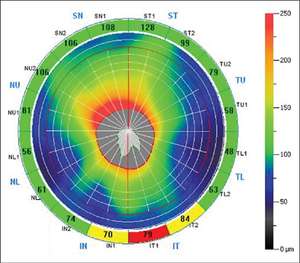 SN ST
SN1 ST1
108 128
SN2 ST2
106 99
NU2 TU2
106 79
NU TU
NU1 TU1
81 58
NL1 TL1
56 48
NL TL
NL2 TL2
61 63
IN2 IT2
74 84
70 79
IN1 IT1
IN IT
250
200
150
100
50
0 µm